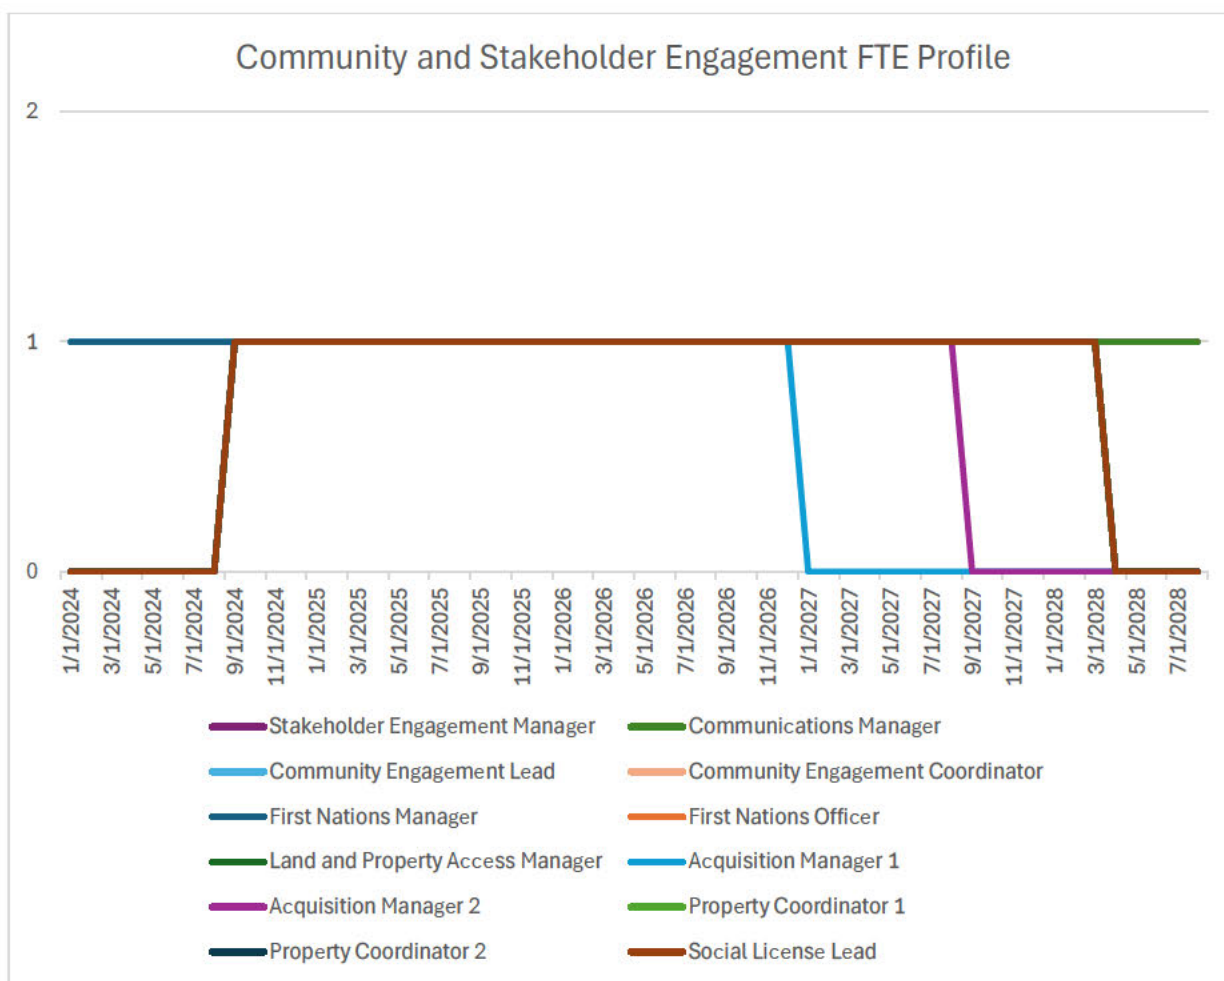 Community and Stakeholder Engagement FTE Profile
2
1
0
1/1/2024
3/1/2024
5/1/2024
7/1/2024
9/1/2024
11/1/2024
1/1/2025
3/1/2025
5/1/2025
7/1/2025
9/1/2025
11/1/2025
1/1/2026
3/1/2026
5/1/2026
7/1/2026
9/1/2026
11/1/2026
1/1/2027
3/1/2027
5/1/2027
7/1/2027
9/1/2027
11/1/2027
1/1/2028
3/1/2028
5/1/2028
7/1/2028
Stakeholder Engagement Manager
Communications Manager
Community Engagement Lead
Community Engagement Coordinator
First Nations Manager
First Nations Officer
Land and Property Access Manager
Acquisition Manager 1
Acquisition Manager 2
Property Coordinator 1
Property Coordinator 2
Social License Lead